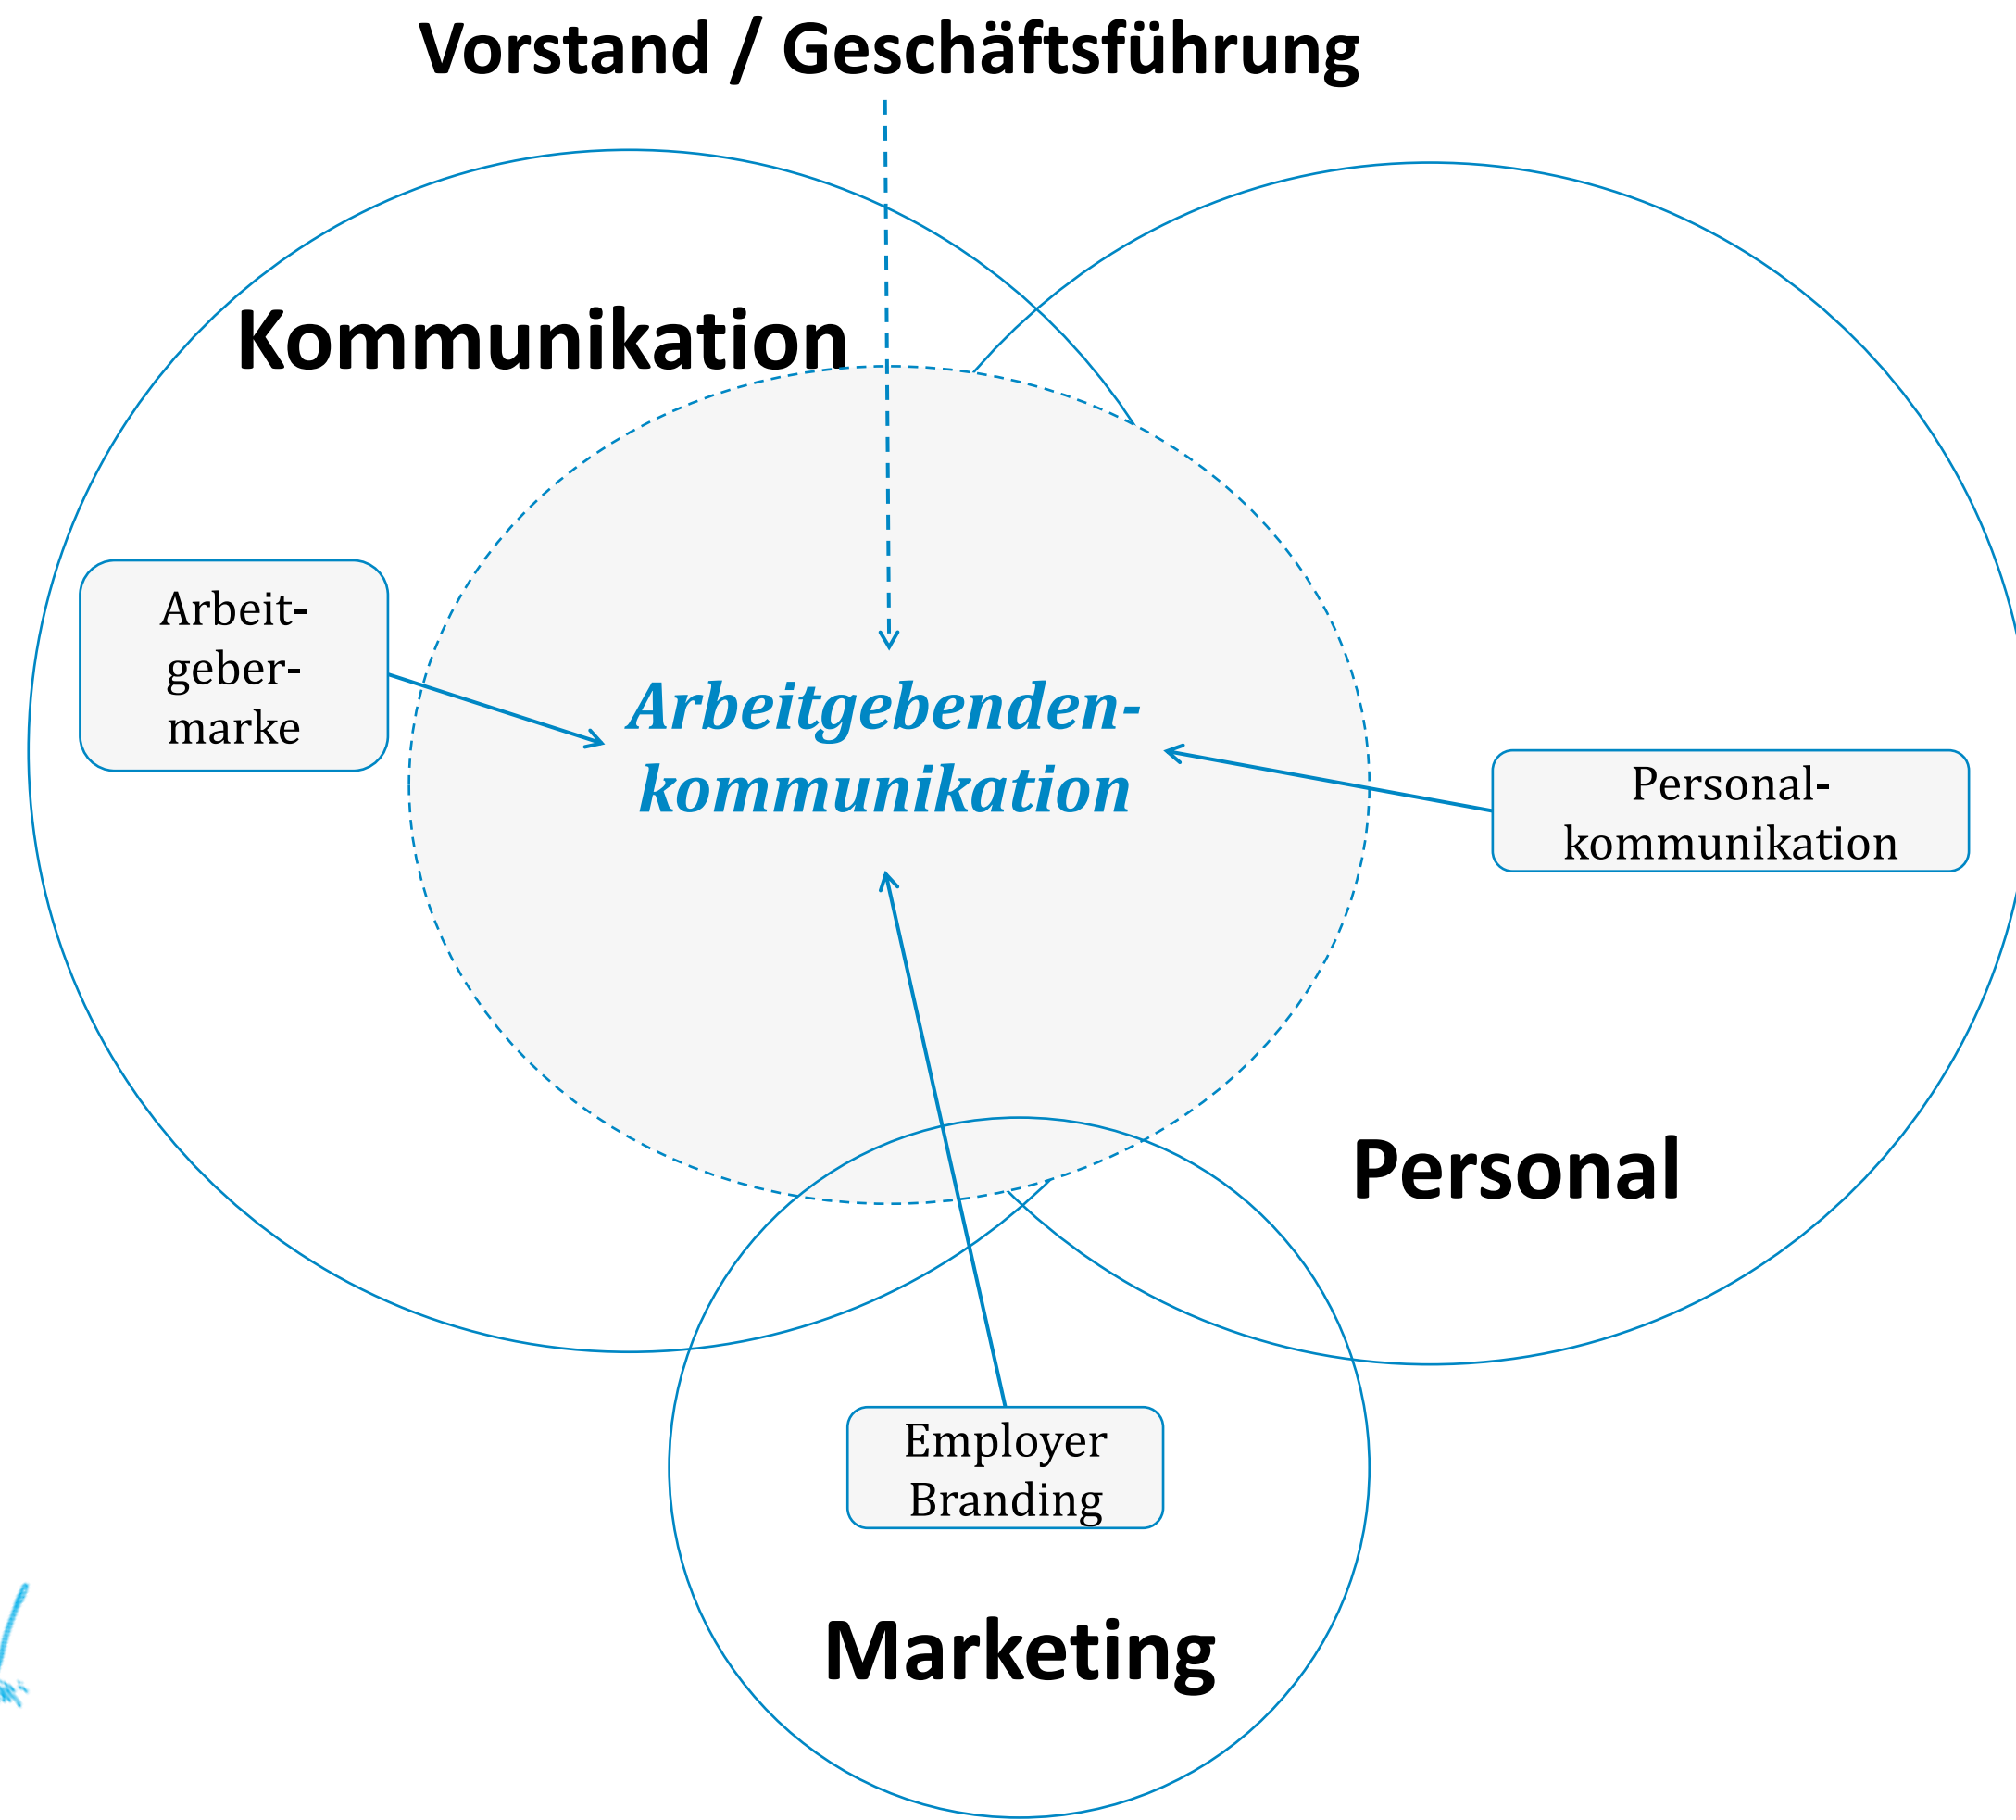 Vorstand / Geschäftsführung
Kommunikation
Arbeit-
geber-
marke
Arbeitgebenden-
kommunikation
Personal-
kommunikation
Personal
Employer
Branding
Marketing